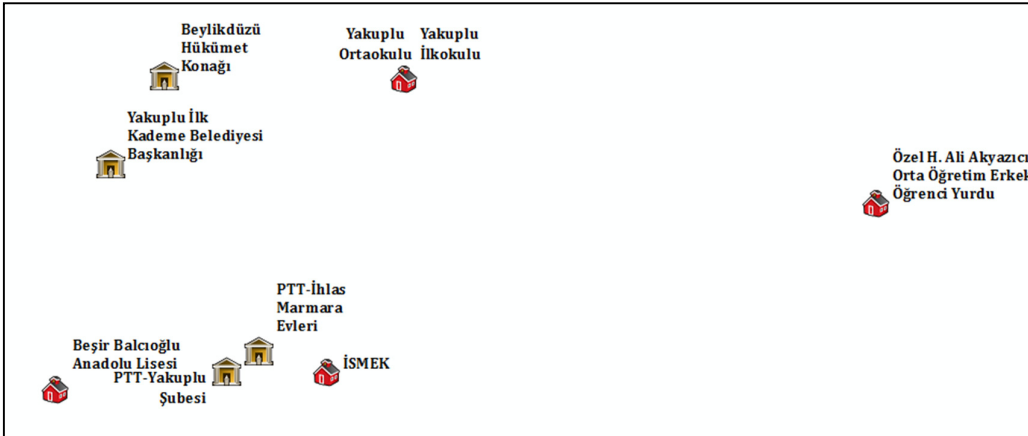 Beylikdüzü
Hükümet
Konağı
Yakuplu
Ortaokulu
Yakuplu
İlkokulu
Yakuplu İlk
Kademe Belediyesi
Başkanlığı
Özel H. Ali Akyazıcı
Orta Öğretim Erkek
Öğrenci Yurdu
PTT-İhlas
Marmara
Evleri
Beşir Balcıoğlu
Anadolu Lisesi
PTT-Yakuplu
Şubesi
İSMEK